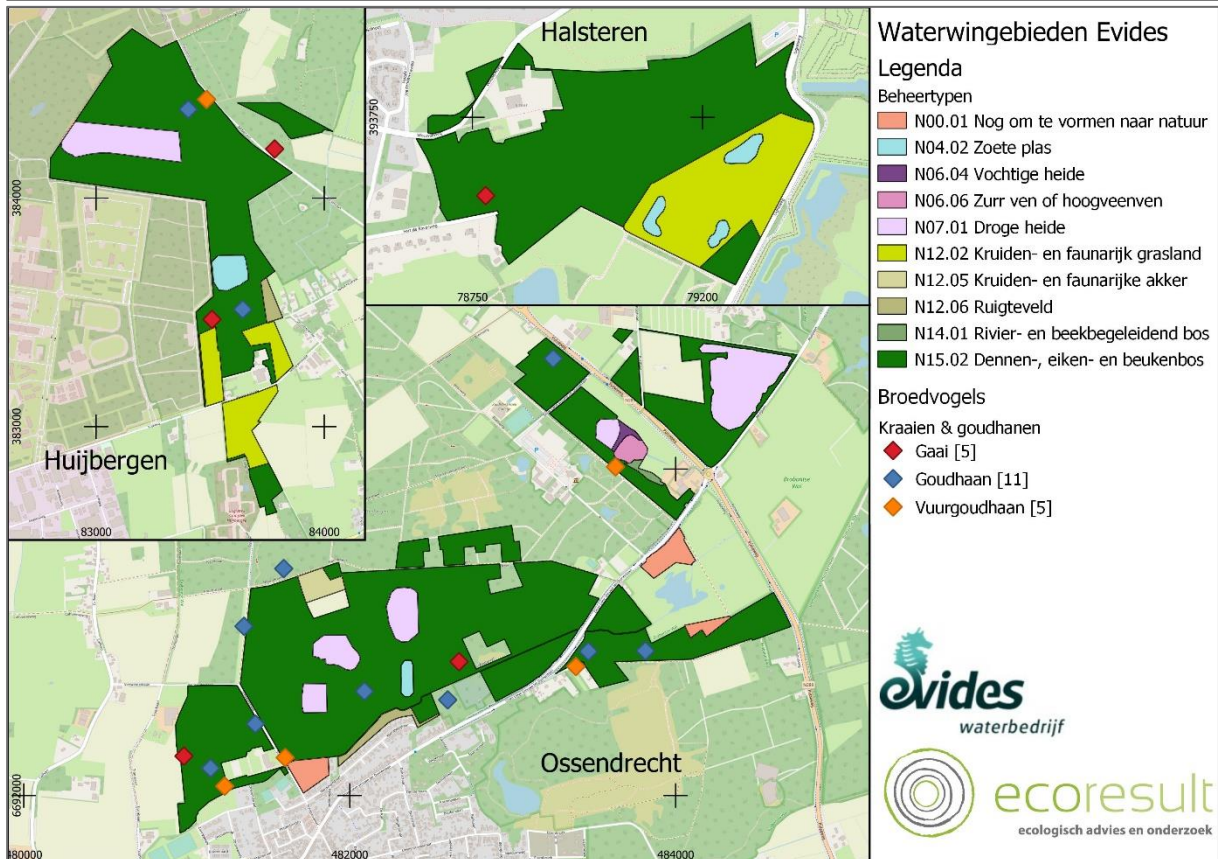 Waterwingebieden Evides
Legenda
Beheertypen
N00.01 Nog om te vormen naar natuur
N04.02 Zoete plas
N06.04 Vochtige heide
N06.06 Zurr ven of hoogveenven
N07.01 Droge heide
N12.02 Kruiden- en faunarijk grasland
N12.05 Kruiden- en faunarijke akker
N12.06 Ruigteveld
N14.01 Rivier- en beekbegeleidend bos
N15.02 Dennen-, eiken- en beukenbos
Broedvogels
Kraaien & goudhanen
Gaai [5]
Goudhaan [11]
Vuurgoudhaan [5]
evides
waterbedrijf
ecoresult
ecologisch advies en onderzoek
Huijbergen
384000
383000
83000
84000
Halsteren
393750
78750
79200
Ossendrecht
6692000
480000
482000
484000